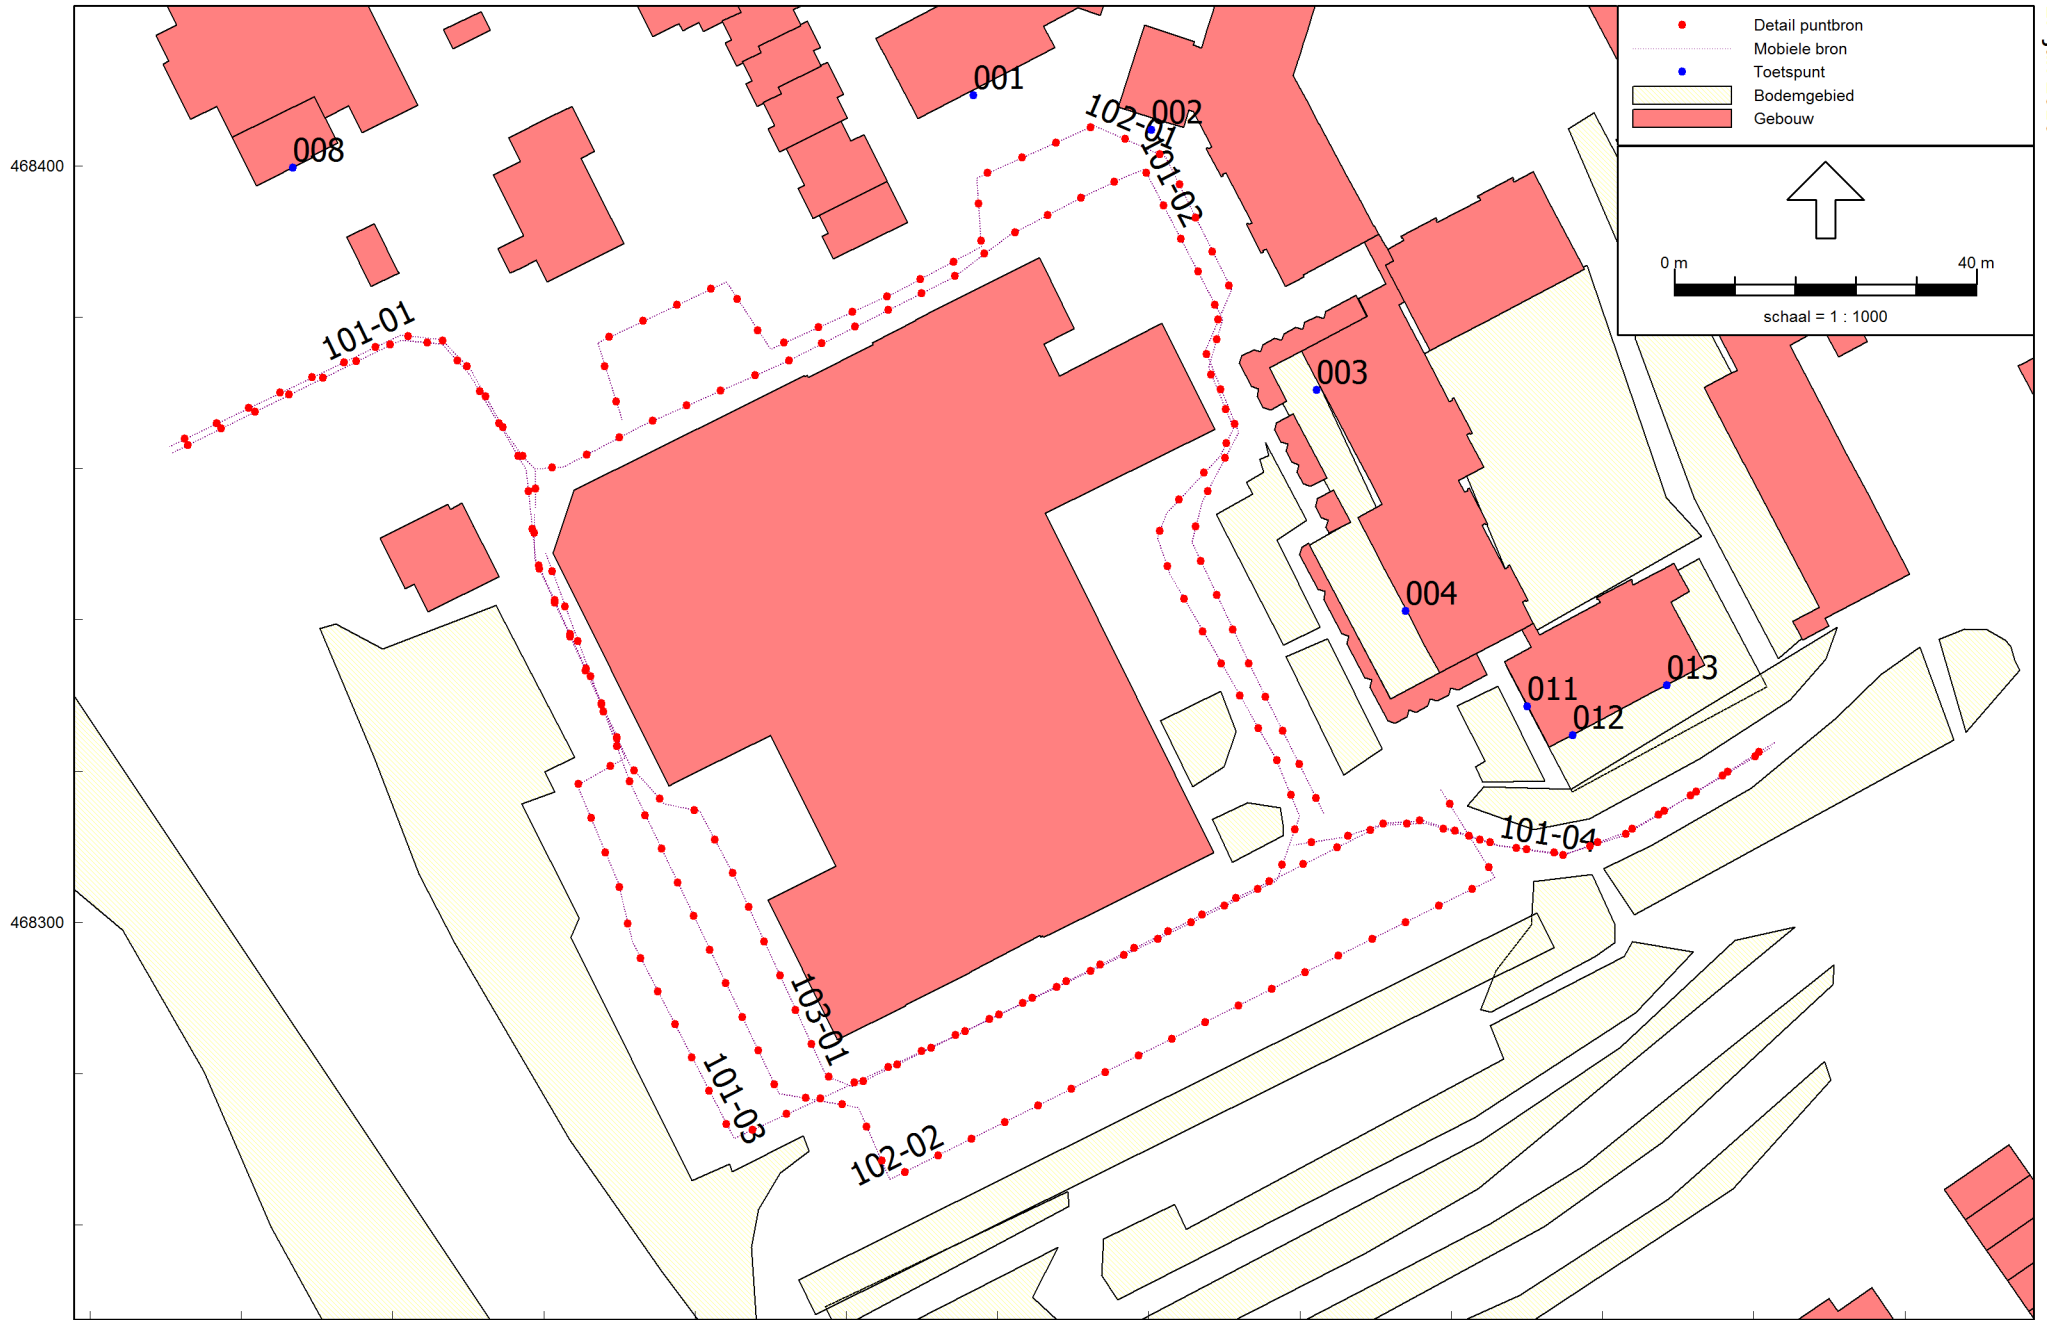 Detail puntbron
Mobiele bron
Toetspunt
Bodemgebied
Gebouw
0 m
40 m
schaal = 1 : 1000
468400
468300
001
002
008
102-01
101-02
101-01
003
004
011
012
013
101-04
103-01
101-03
102-02